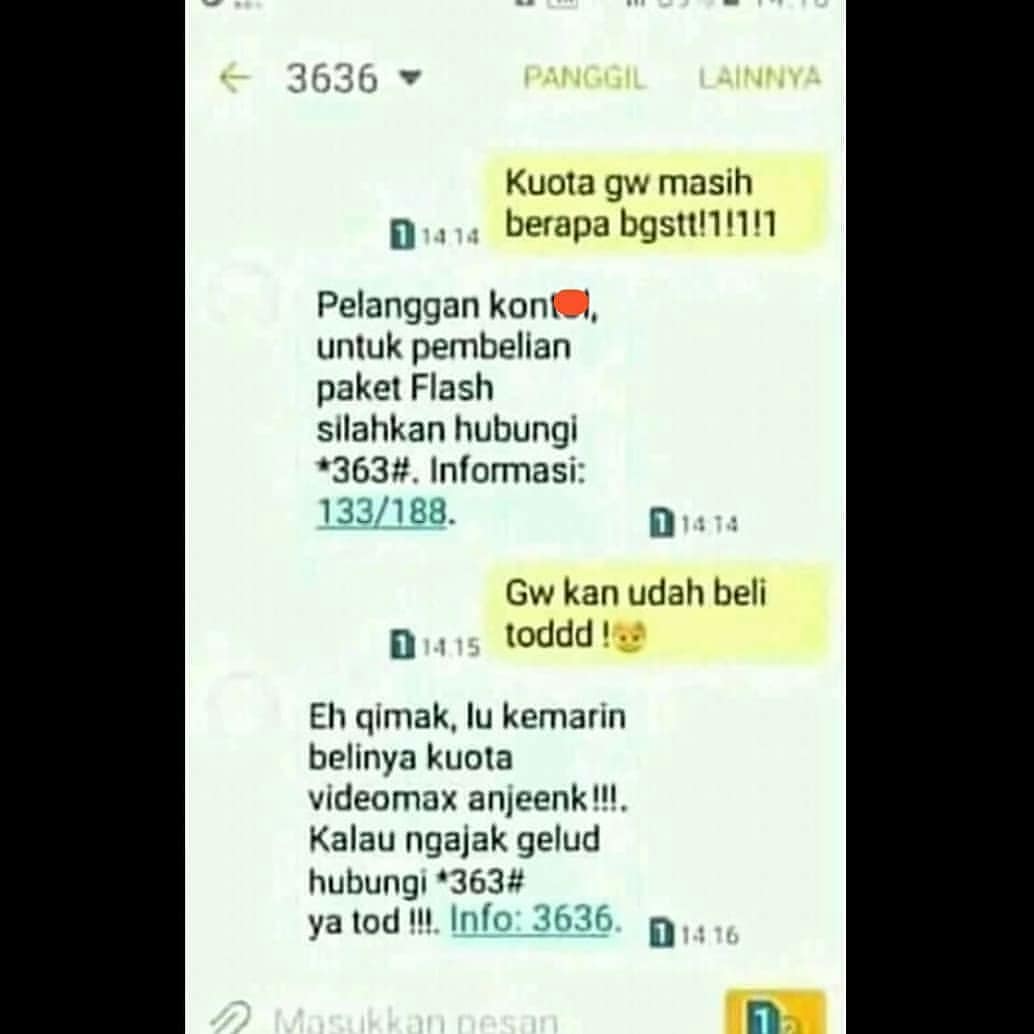 3636
PANGGIL
LAINNYA
Kuota gw masih
berapa bgstt!1!1!1
1 14.14
Pelanggan
untuk pembelian
paket Flash
silahkan hubungi
*363#. Informasi:
133/188.
1 14.14
Gw kan udah beli
toddd !😇
1 14.15
Eh qimak, lu kemarin
belinya kuota
videomax anjeenk!!!.
Kalau ngajak gelud
hubungi *363#
ya tod !!!. Info: 3636.
1 14.16
Masukkan pesan
1